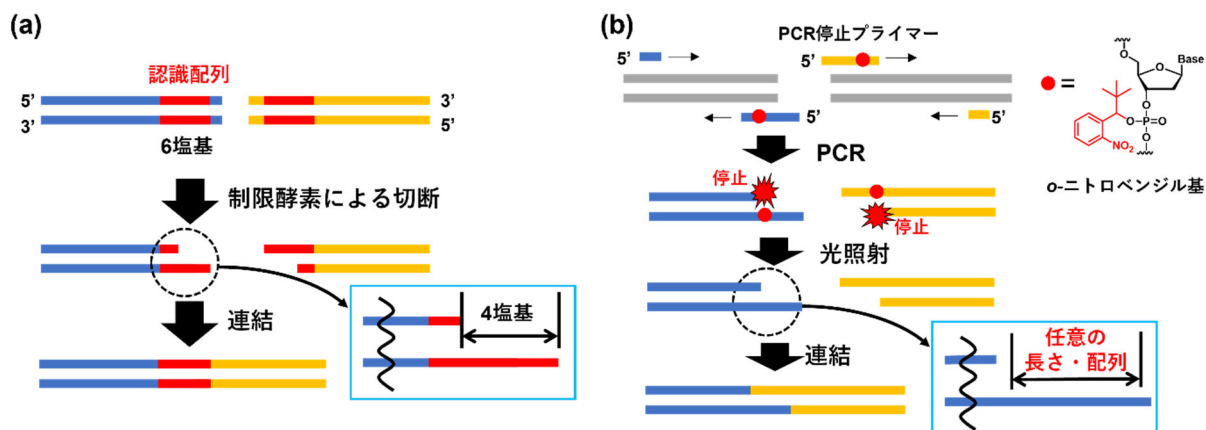 (a)
認識配列
5’
3’
3’
5’
6塩基
制限酵素による切断
連結
4塩基
(b)
PCR停止プライマー
5’
5’
5’
5’
PCR
停止
停止
光照射
連結
任意の
長さ・配列
=
NO₂
O
O
Base
O
O
P
O
O
o-ニトロベンジル基